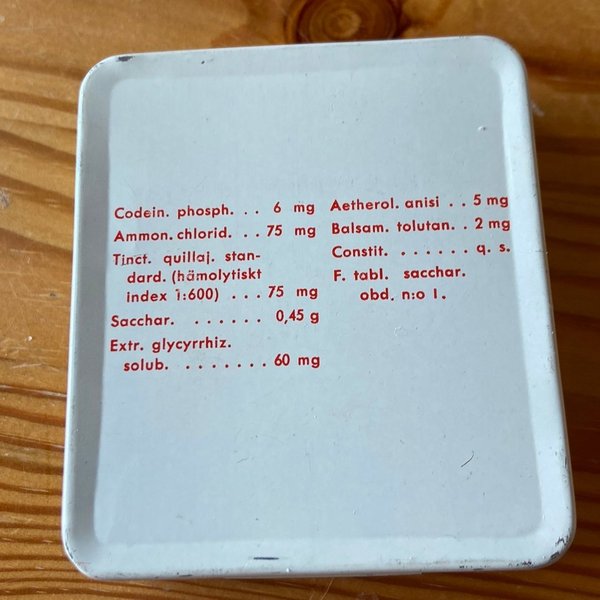 Codein. phosph. . . 6 mg
Ammon. chlorid. . . 75 mg
Tinct. quillaj. stan-
dard. (hämolytiskt
index 1:600) . . . 75 mg
Sacchar. . . . . . . 0,45 g
Extr. glycyrrhiz.
solub. . . . . . . . 60 mg
Aetherol. anisi . . 5 mg
Balsam. tolutan. . 2 mg
Constit. . . . . . . q. s.
F. tabl. sacchar.
obd. n:o 1.